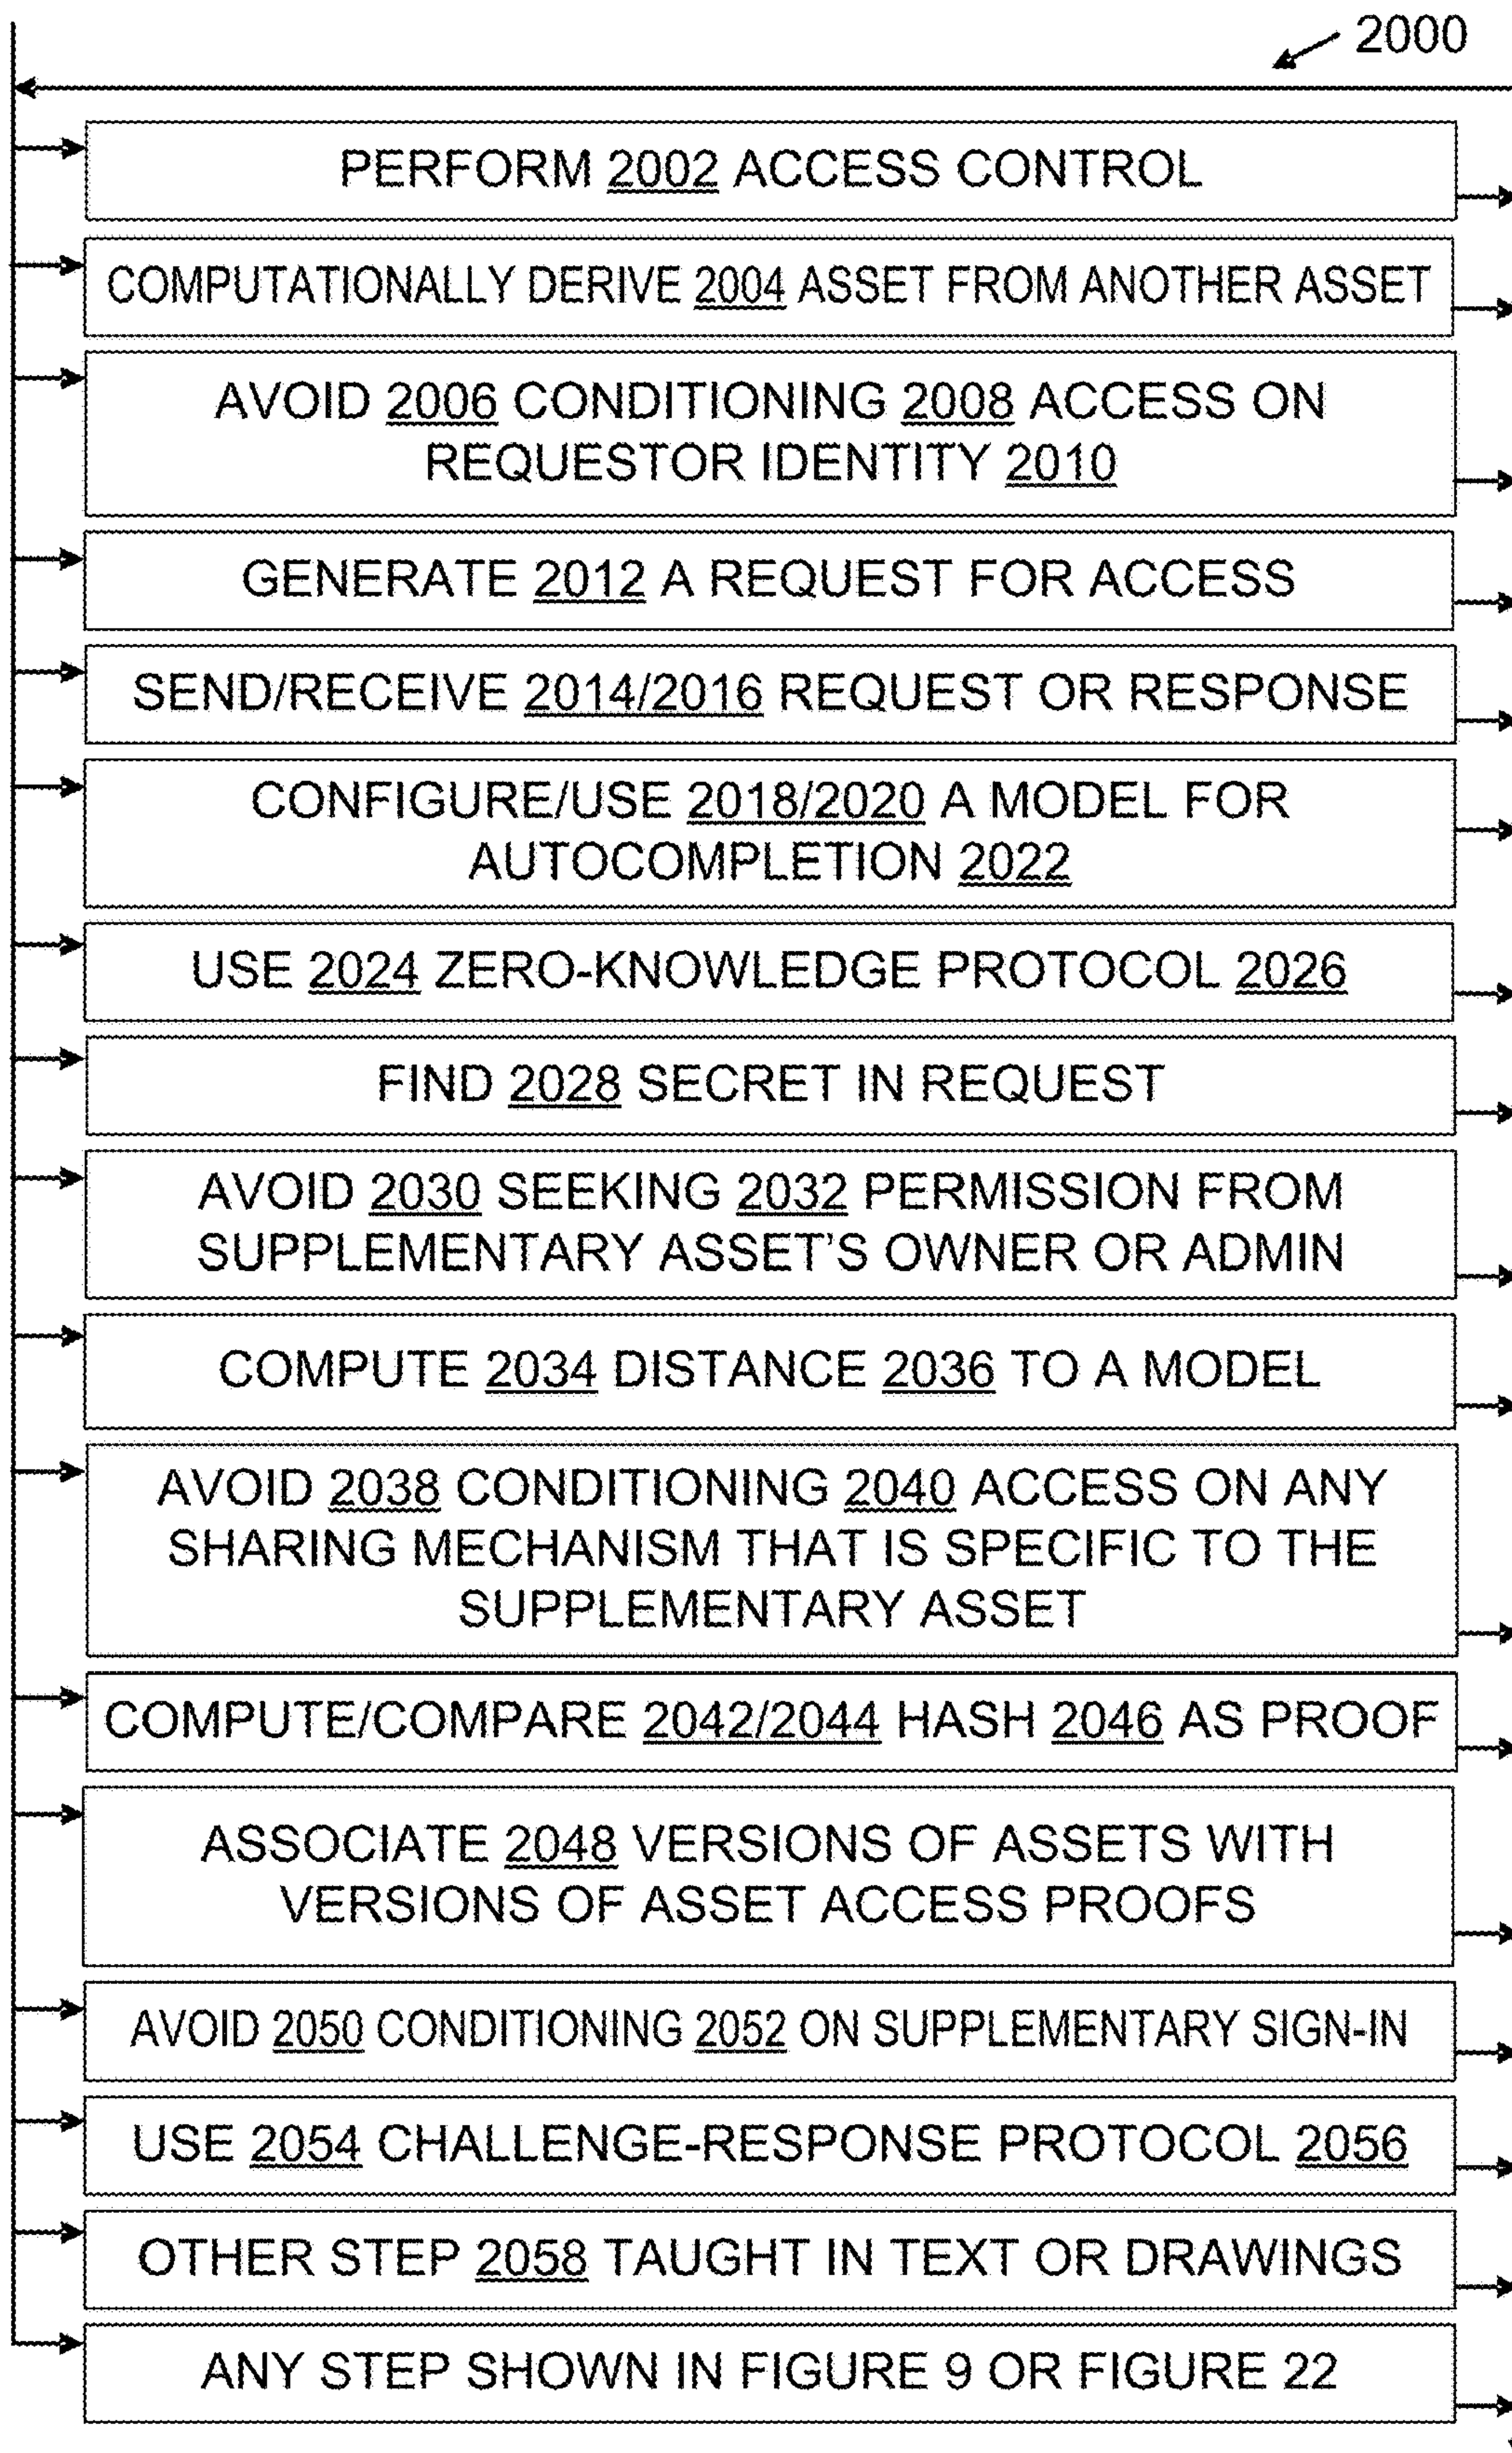 2000
PERFORM 2002 ACCESS CONTROL
COMPUTATIONALLY DERIVE 2004 ASSET FROM ANOTHER ASSET
AVOID 2006 CONDITIONING 2008 ACCESS ON
REQUESTOR IDENTITY 2010
GENERATE 2012 A REQUEST FOR ACCESS
SEND/RECEIVE 2014/2016 REQUEST OR RESPONSE
CONFIGURE/USE 2018/2020 A MODEL FOR
AUTOCOMPLETION 2022
USE 2024 ZERO-KNOWLEDGE PROTOCOL 2026
FIND 2028 SECRET IN REQUEST
AVOID 2030 SEEKING 2032 PERMISSION FROM
SUPPLEMENTARY ASSET'S OWNER OR ADMIN
COMPUTE 2034 DISTANCE 2036 TO A MODEL
AVOID 2038 CONDITIONING 2040 ACCESS ON ANY
SHARING MECHANISM THAT IS SPECIFIC TO THE
SUPPLEMENTARY ASSET
COMPUTE/COMPARE 2042/2044 HASH 2046 AS PROOF
ASSOCIATE 2048 VERSIONS OF ASSETS WITH
VERSIONS OF ASSET ACCESS PROOFS
AVOID 2050 CONDITIONING 2052 ON SUPPLEMENTARY SIGN-IN
USE 2054 CHALLENGE-RESPONSE PROTOCOL 2056
OTHER STEP 2058 TAUGHT IN TEXT OR DRAWINGS
ANY STEP SHOWN IN FIGURE 9 OR FIGURE 22